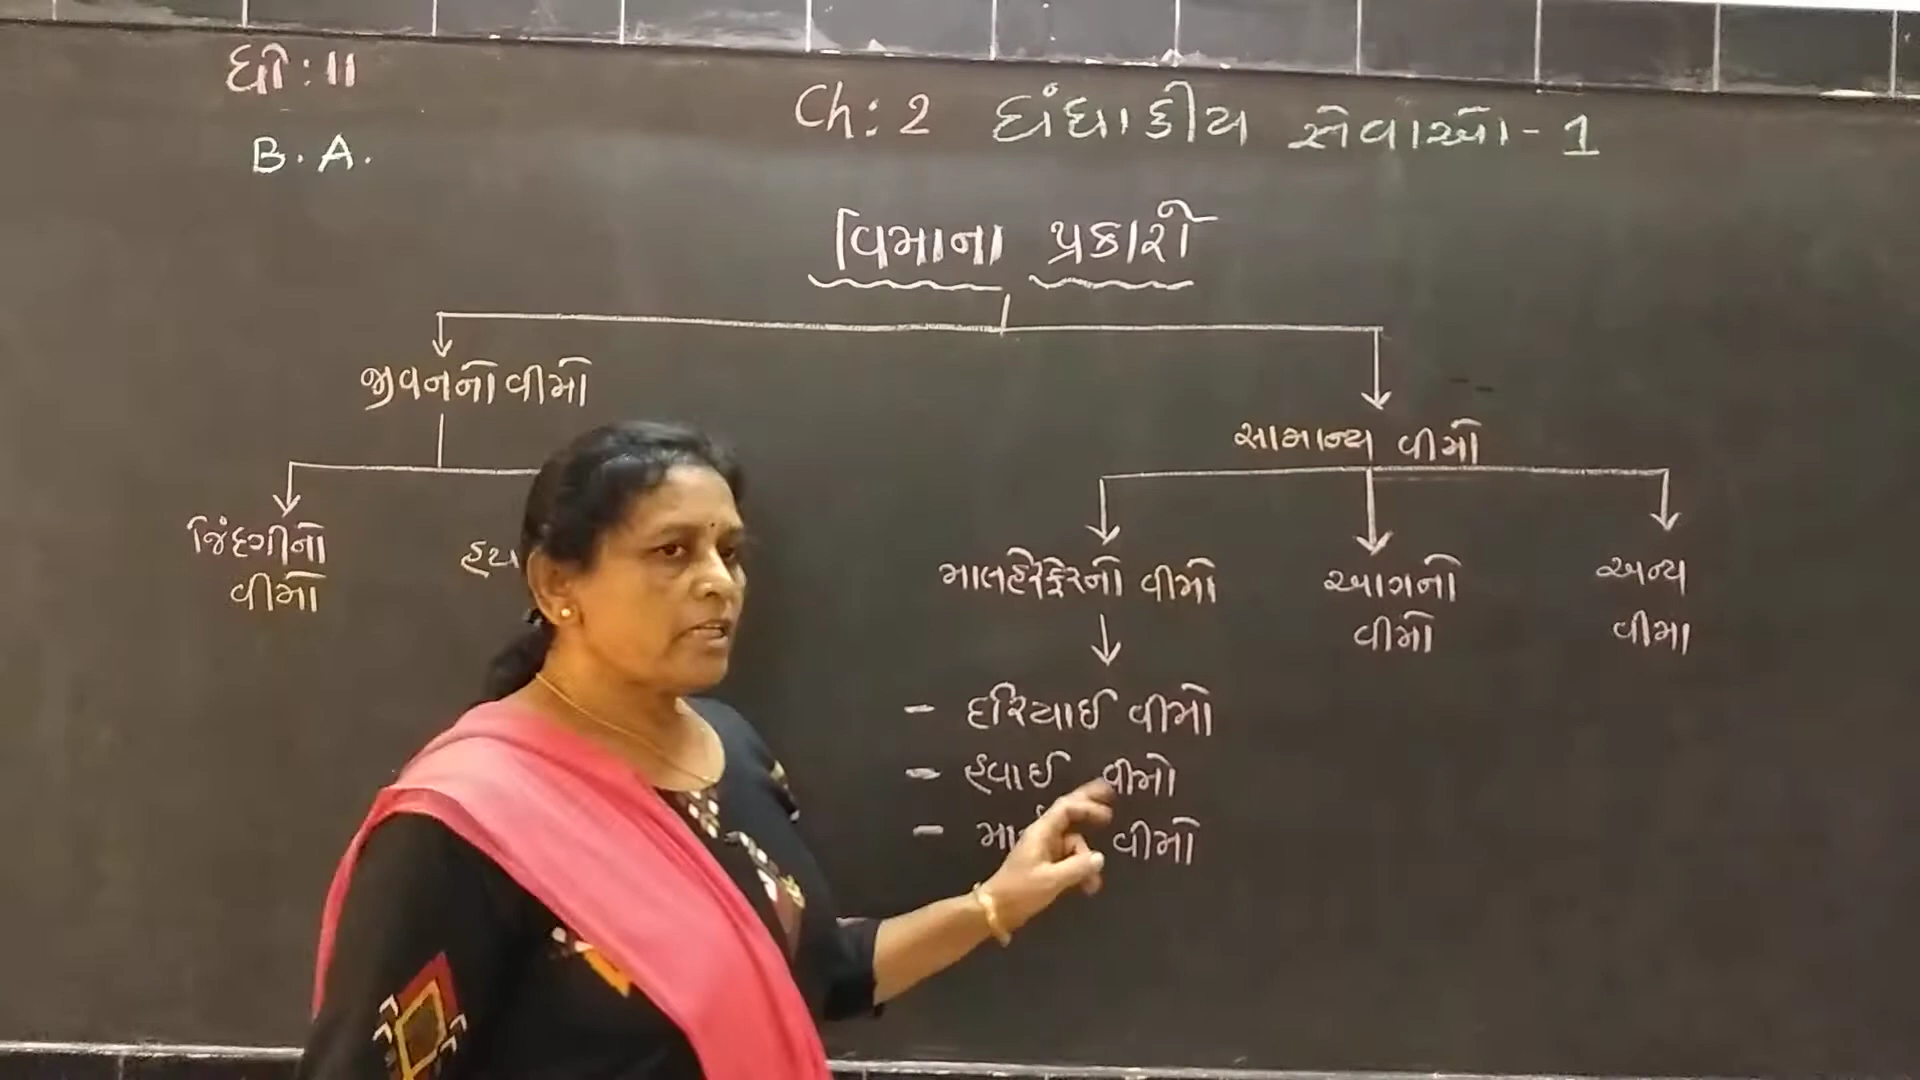 ધો : 11
B. A.
Ch : 2 ધંધાકીય સેવાઓ - 1
વિમાના પ્રકારો
જીવનનો વીમો
સામાન્ય વીમો
જિંદગીનો
વીમો
માલહેરફેરનો વીમો
આગનો
વીમો
અન્ય
વીમા
- દરિયાઈ વીમો
- હવાઈ વીમો
- વીમો